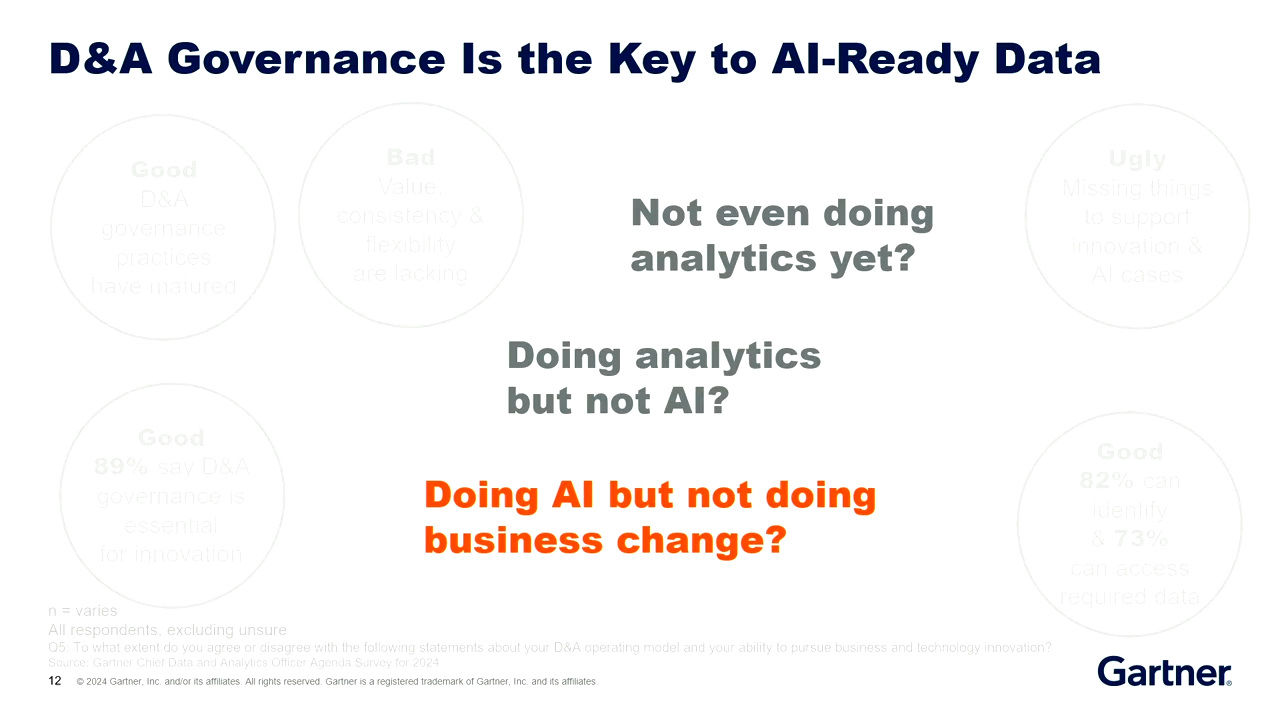 D&A Governance Is the Key to AI-Ready Data
Good
D&A
governance
practices
have matured
Bad
Value,
consistency &
flexibility
are lacking
Not even doing
analytics yet?
Ugly
Missing things
to support
innovation &
AI cases
Doing analytics
but not AI?
Good
89% say D&A
governance is
essential
for innovation
Doing AI but not doing
business change?
Good
82% can
identify
& 73%
can access
required data
n = varies
All respondents, excluding unsure
Q5: To what extent do you agree or disagree with the following statements about your D&A operating model and your ability to pursue business and technology innovation?
Source: Gartner Chief Data and Analytics Officer Agenda Survey for 2024
12 © 2024 Gartner, Inc. and/or its affiliates. All rights reserved. Gartner is a registered trademark of Gartner, Inc. and its affiliates.
Gartner®